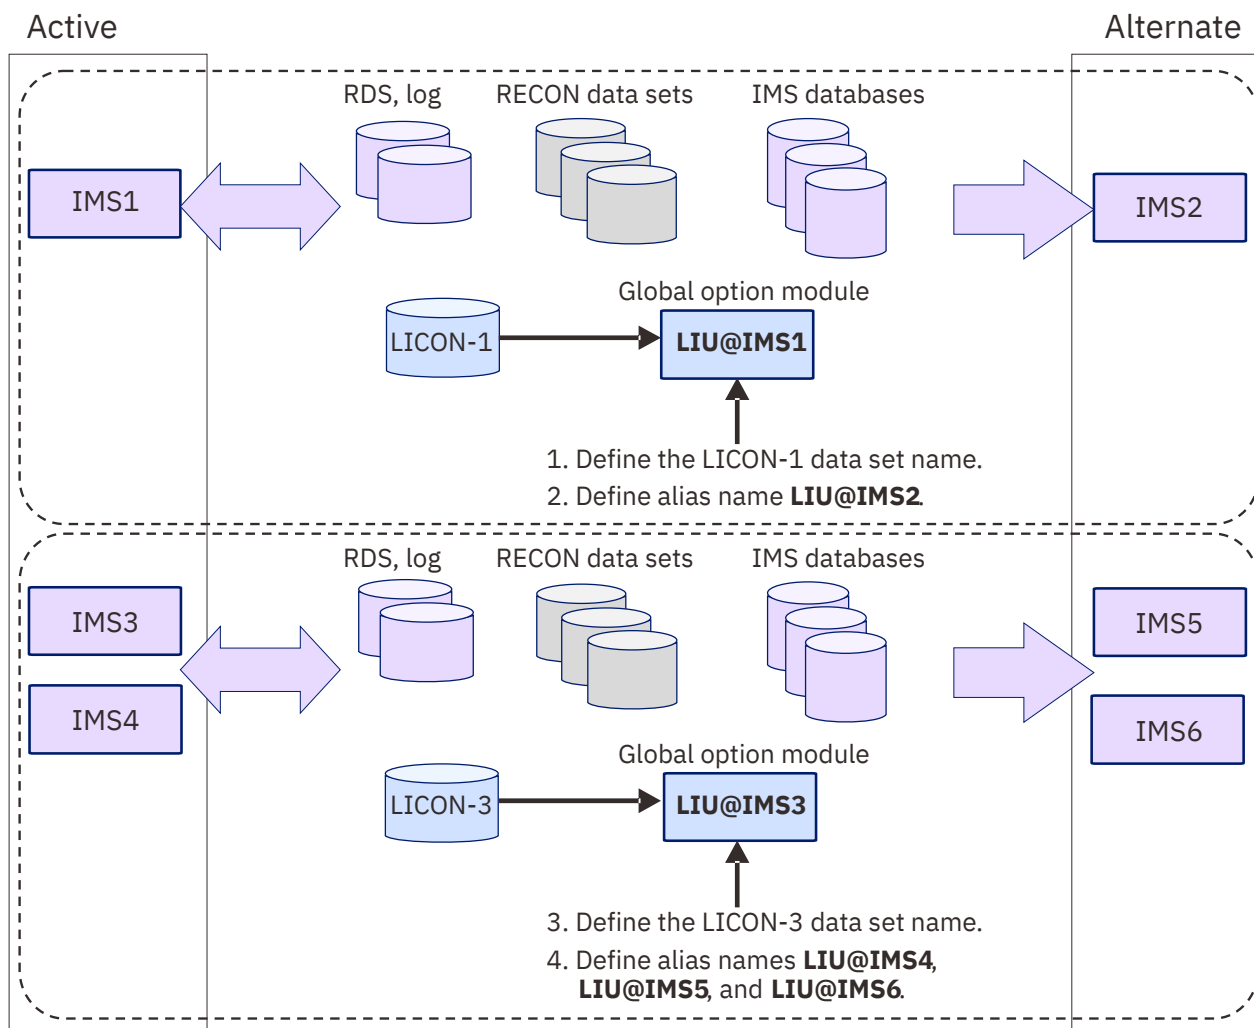 Active
Alternate
RDS, log
RECON data sets
IMS databases
IMS1
IMS2
Global option module
LICON-1
LIU@IMS1
1. Define the LICON-1 data set name.
2. Define alias name LIU@IMS2.
RDS, log
RECON data sets
IMS databases
IMS3
IMS5
IMS4
IMS6
Global option module
LICON-3
LIU@IMS3
3. Define the LICON-3 data set name.
4. Define alias names LIU@IMS4,
LIU@IMS5, and LIU@IMS6.